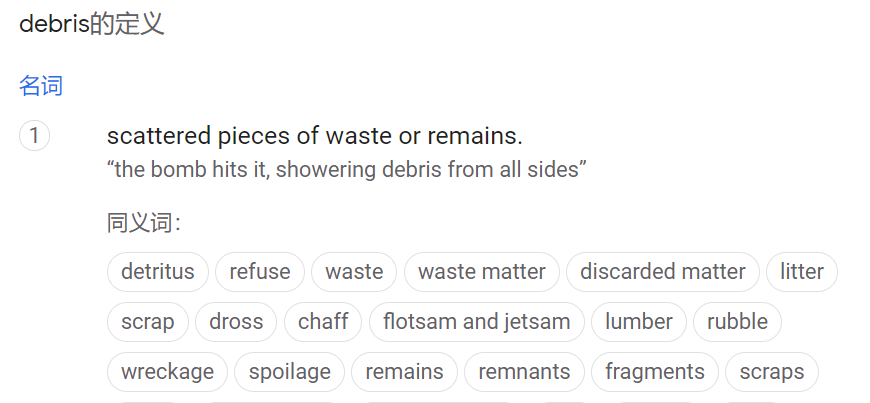 debris的定义
名词
1 scattered pieces of waste or remains.
“the bomb hits it, showering debris from all sides”
同义词：
detritus refuse waste waste matter discarded matter litter
scrap dross chaff flotsam and jetsam lumber rubble
wreckage spoilage remains remnants fragments scraps